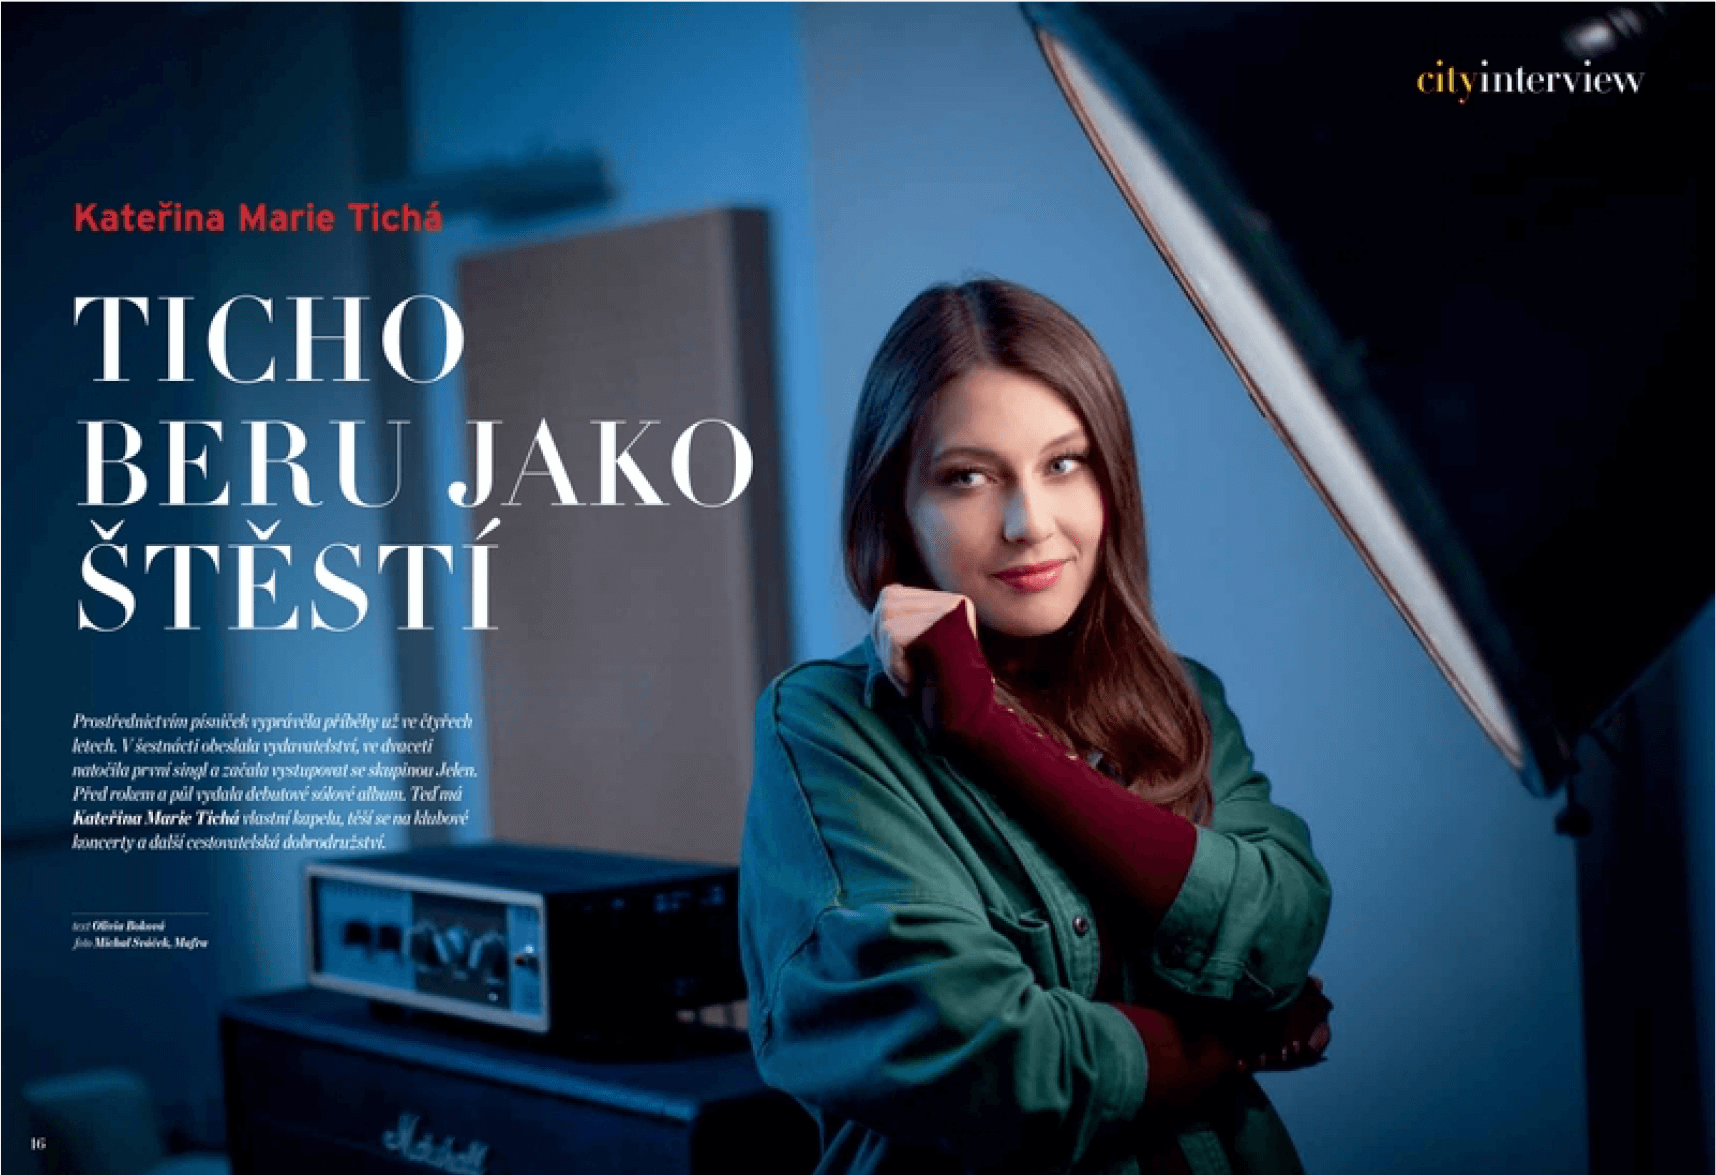 cityinterview
Kateřina Marie Tichá
TICHO
BERU JAKO
ŠTĚSTÍ
Prostřednictvím písniček vyprávěla příběhy už ve čtyřech
letech. V šestnácti obeslala vydavatelství, ve dvaceti
natočila první singl a začala vystupovat se skupinou Jelen.
Před rokem a půl vydala debutové sólové album. Teď má
Kateřina Marie Tichá vlastní kapelu, těší se na klubové
koncerty a další cestovatelská dobrodružství.
text Olivia Boková
foto Michal Sváček, Mafra
Marshall
16